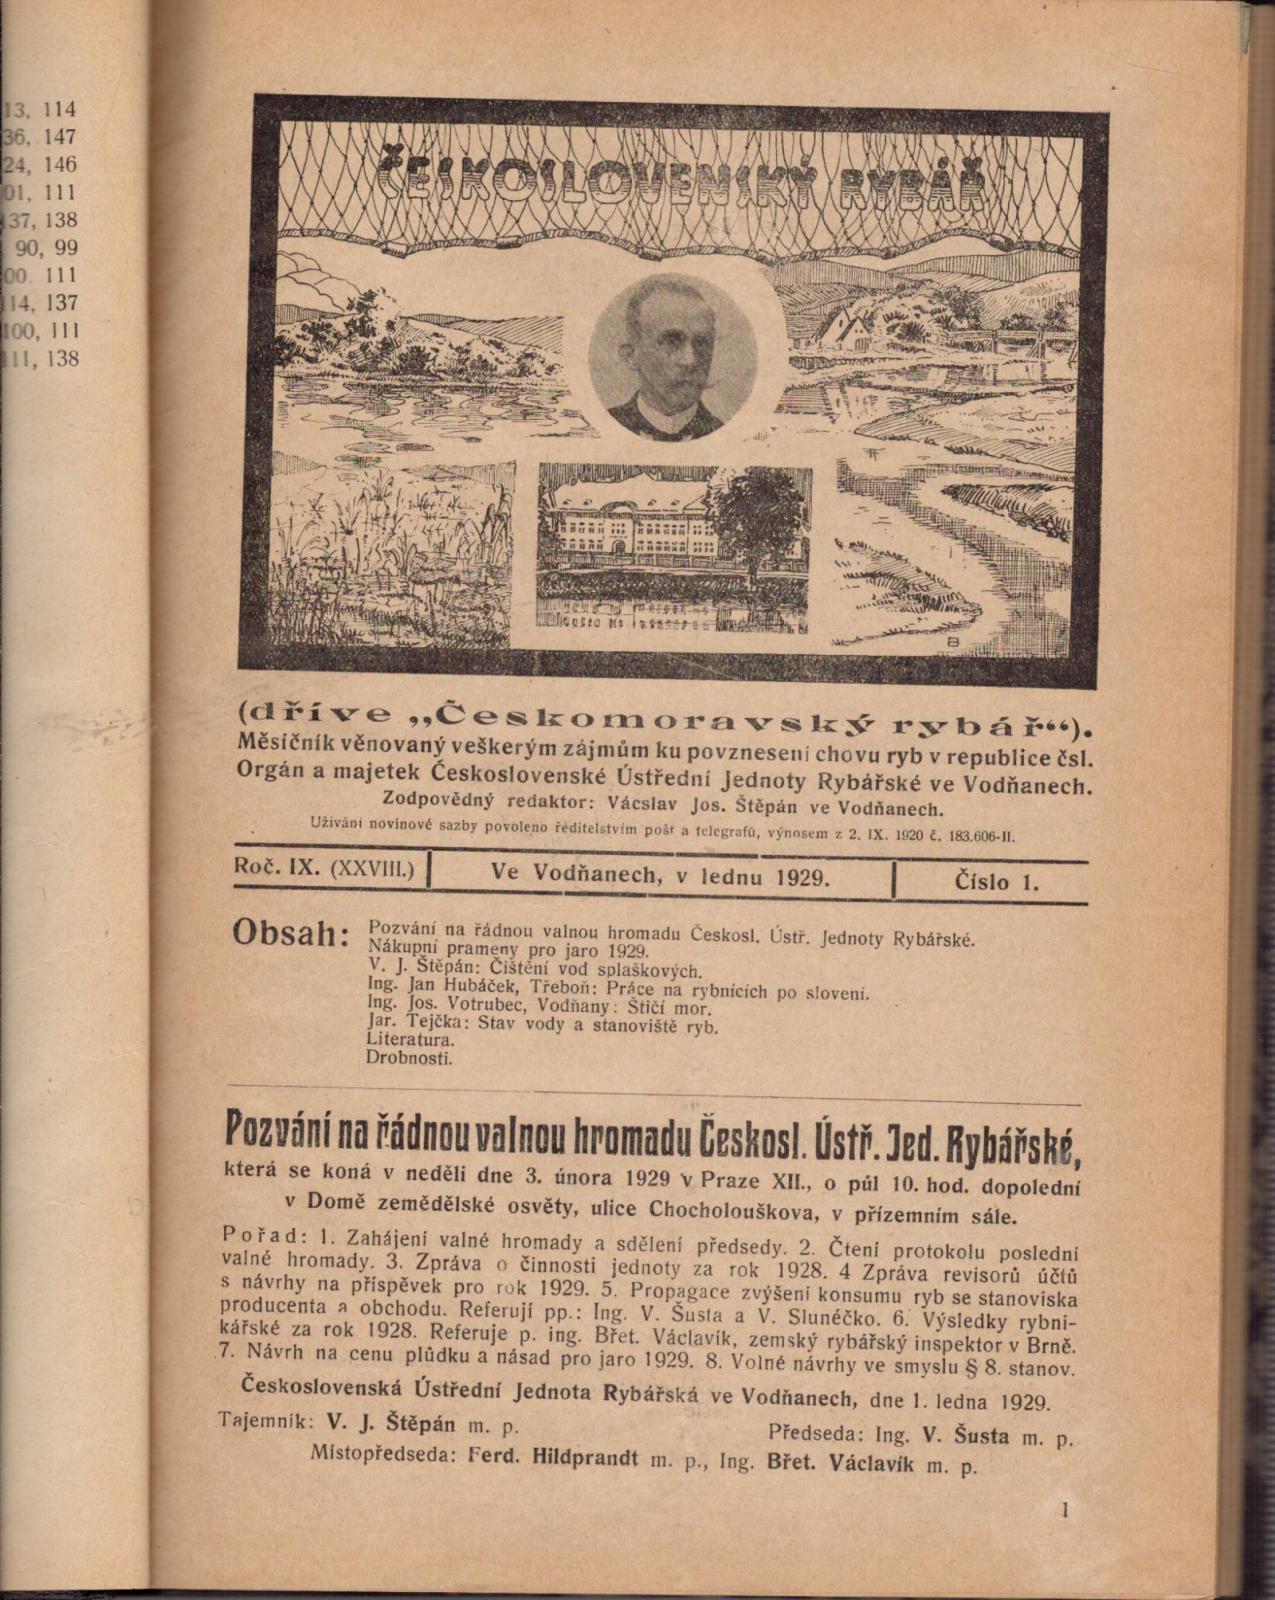 13, 114
36, 147
24, 146
01, 111
37, 138
90, 99
00. 111
14, 137
100, 111
111, 138
ČESKOSLOVENSKÝ RYBÁŘ
(dříve „Českomoravský rybář“).
Měsíčník věnovaný veškerým zájmům ku povznesení chovu ryb v republice čsl.
Orgán a majetek Československé Ústřední Jednoty Rybářské ve Vodňanech.
Zodpovědný redaktor: Vácslav Jos. Štěpán ve Vodňanech.
Užívání novinové sazby povoleno ředitelstvím pošt a telegrafů, výnosem z 2. IX. 1920 č. 183.606-II.
Roč. IX. (XXVIII.) Ve Vodňanech, v lednu 1929. Číslo 1.
Obsah: Pozvání na řádnou valnou hromadu Českosl. Ústř. Jednoty Rybářské.
Nákupní prameny pro jaro 1929.
V. J. Štěpán: Čištění vod splaškových.
Ing. Jan Hubáček, Třeboň: Práce na rybnících po slovení.
Ing. Jos. Votrubec, Vodňany: Štičí mor.
Jar. Tejčka: Stav vody a stanoviště ryb.
Literatura.
Drobnosti.
Pozvání na řádnou valnou hromadu Českosl. Ústř. Jed. Rybářské,
která se koná v neděli dne 3. února 1929 v Praze XII., o půl 10. hod. dopolední
v Domě zemědělské osvěty, ulice Chocholouškova, v přízemním sále.
Pořad: 1. Zahájení valné hromady a sdělení předsedy. 2. Čtení protokolu poslední
valné hromady. 3. Zpráva o činnosti jednoty za rok 1928. 4 Zpráva revisorů účtů
s návrhy na příspěvek pro rok 1929. 5. Propagace zvýšení konsumu ryb se stanoviska
producenta a obchodu. Referují pp.: Ing. V. Šusta a V. Slunéčko. 6. Výsledky rybni-
kářské za rok 1928. Referuje p. ing. Břet. Václavík, zemský rybářský inspektor v Brně.
7. Návrh na cenu plůdku a násad pro jaro 1929. 8. Volné návrhy ve smyslu § 8. stanov.
Československá Ústřední Jednota Rybářská ve Vodňanech, dne 1. ledna 1929.
Tajemník: V. J. Štěpán m. p. Předseda: Ing. V. Šusta m. p.
Místopředseda: Ferd. Hildprandt m. p., Ing. Břet. Václavík m. p.
1